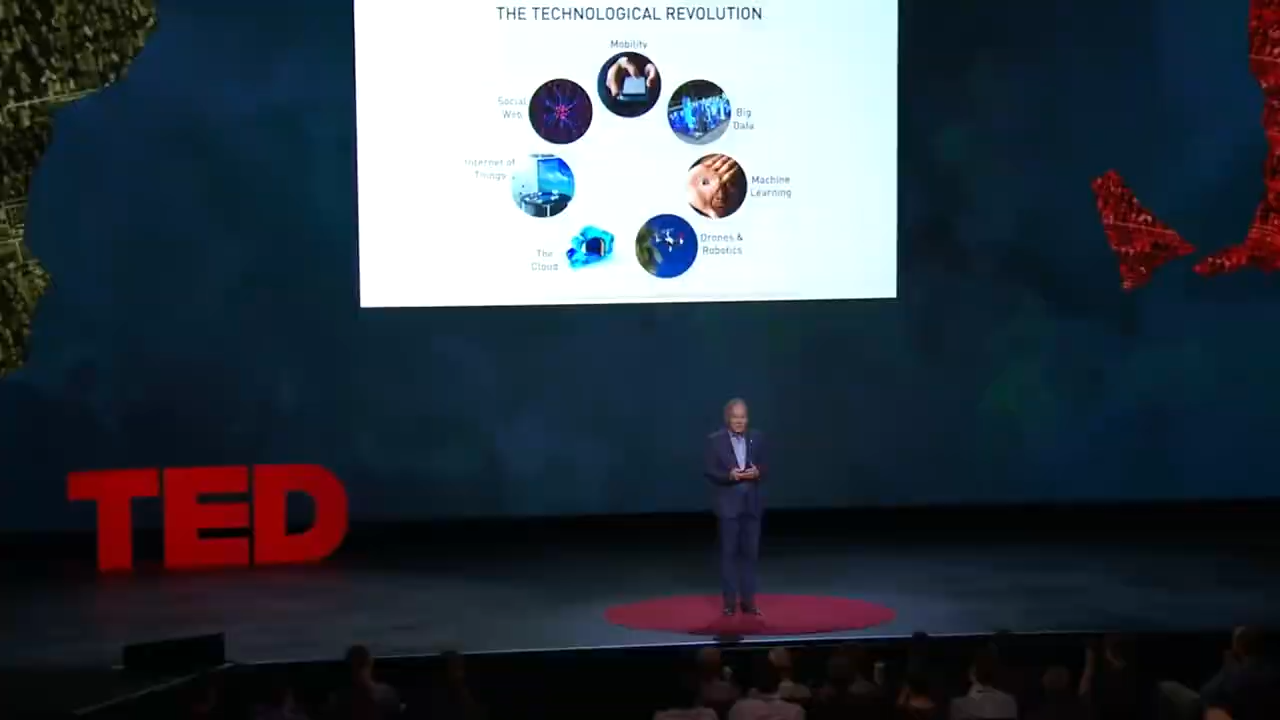 THE TECHNOLOGICAL REVOLUTION
Mobility
Social
Web
Big
Data
Internet of
Things
Machine
Learning
Drones &
Robotics
The
Cloud
TED